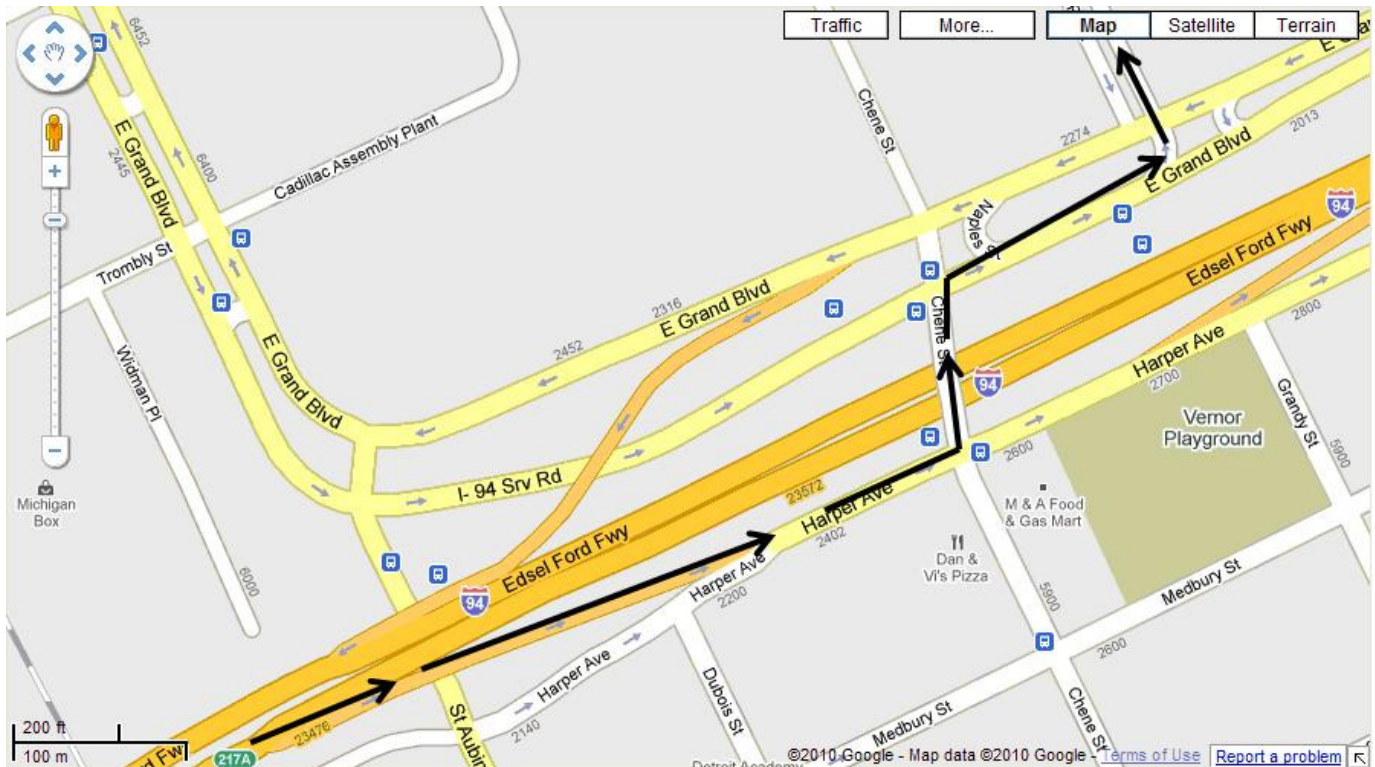 Traffic
More...
Map
Satellite
Terrain
6452
E Grand Blvd
2445
E Grand Blvd
6400
Cadillac Assembly Plant
Trombly St
Widman Pl
6000
Michigan
Box
E Grand Blvd
2452
2316
E Grand Blvd
2274
Chene St
Naples St
E Grand Blvd
2013
I- 94 Srv Rd
Chene St
Edsel Ford Fwy
94
94
Edsel Ford Fwy
94
Harper Ave
2700
2800
2600
Vernor
Playground
Grandy St
5900
23572
Harper Ave
2402
M & A Food
& Gas Mart
Dan &
Vi's Pizza
Harper Ave
2200
Harper Ave
2140
Dubois St
St Aubin
23476
217A
5900
Medbury St
2600
Medbury St
Chene St
200 ft
100 m
©2010 Google - Map data ©2010 Google - Terms of Use
Report a problem